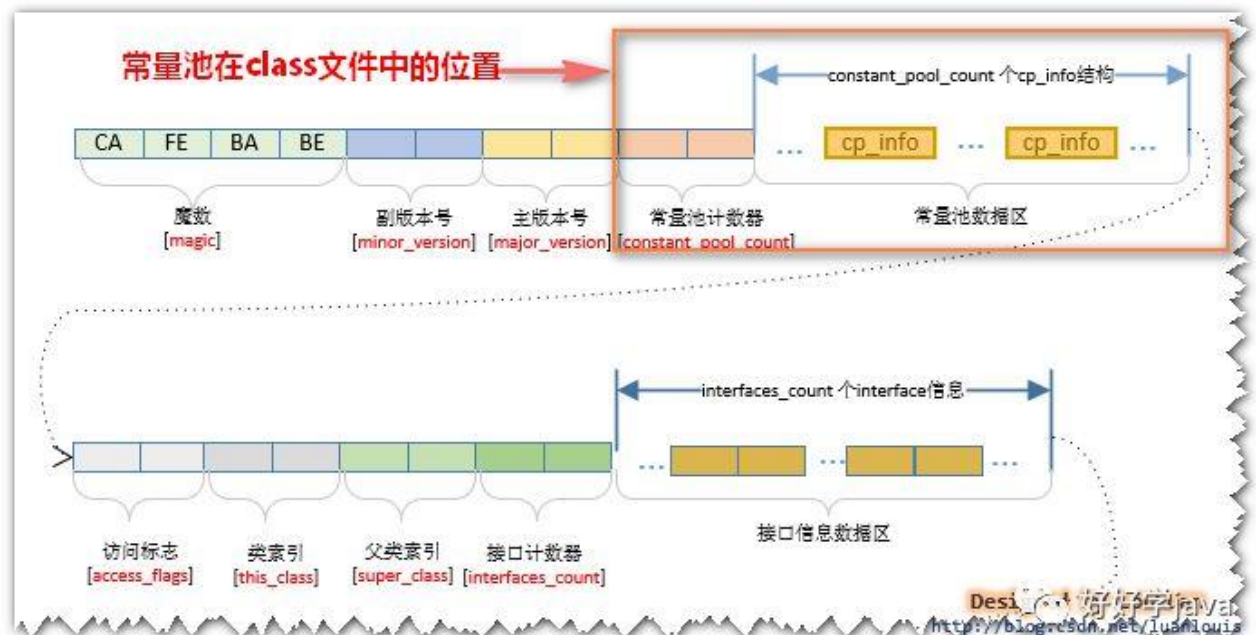 常量池在class文件中的位置
constant_pool_count 个cp_info结构
CA FE BA BE ... cp_info ... cp_info ...
魔数 副版本号 主版本号 常量池计数器 常量池数据区
[magic] [minor_version] [major_version] [constant_pool_count]
interfaces_count 个interface信息
... ... ...
访问标志 类索引 父类索引 接口计数器 接口信息数据区
[access_flags] [this_class] [super_class] [interfaces_count]
好好学java
http://blog.csdn.net/luanlouis